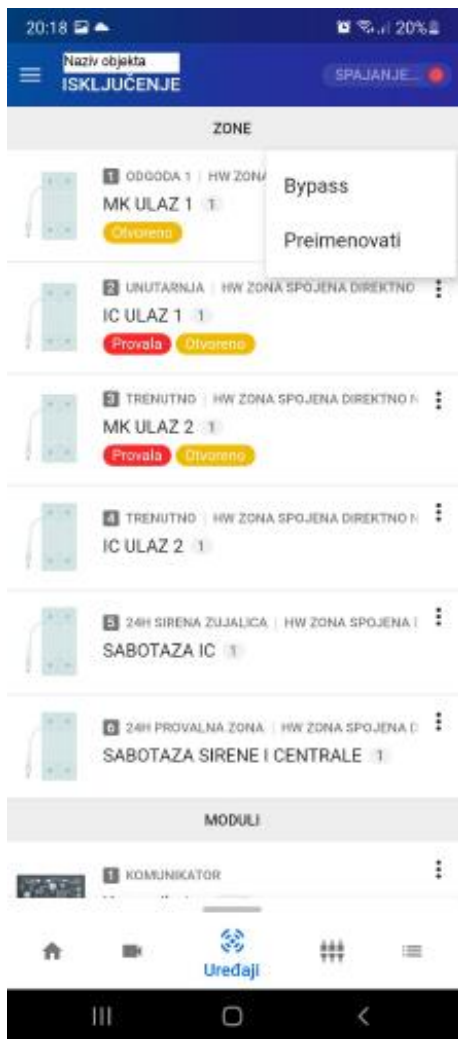 20:18 20%
Naziv objekta
ISKLJUČENJE
SPAJANJE...
ZONE
1 ODGODA 1 | HW ZONA
MK ULAZ 1 1
Otvoreno
Bypass
Preimenovati
2 UNUTARNJA | HW ZONA SPOJENA DIREKTNO
IC ULAZ 1 1
Provala Otvoreno
3 TRENUTNO | HW ZONA SPOJENA DIREKTNO N
MK ULAZ 2 1
Provala Otvoreno
4 TRENUTNO | HW ZONA SPOJENA DIREKTNO N
IC ULAZ 2 1
5 24H SIRENA ZUJALICA | HW ZONA SPOJENA
SABOTAZA IC 1
6 24H PROVALNA ZONA | HW ZONA SPOJENA
SABOTAZA SIRENE I CENTRALE 1
MODULI
1 KOMUNIKATOR
Uređaji